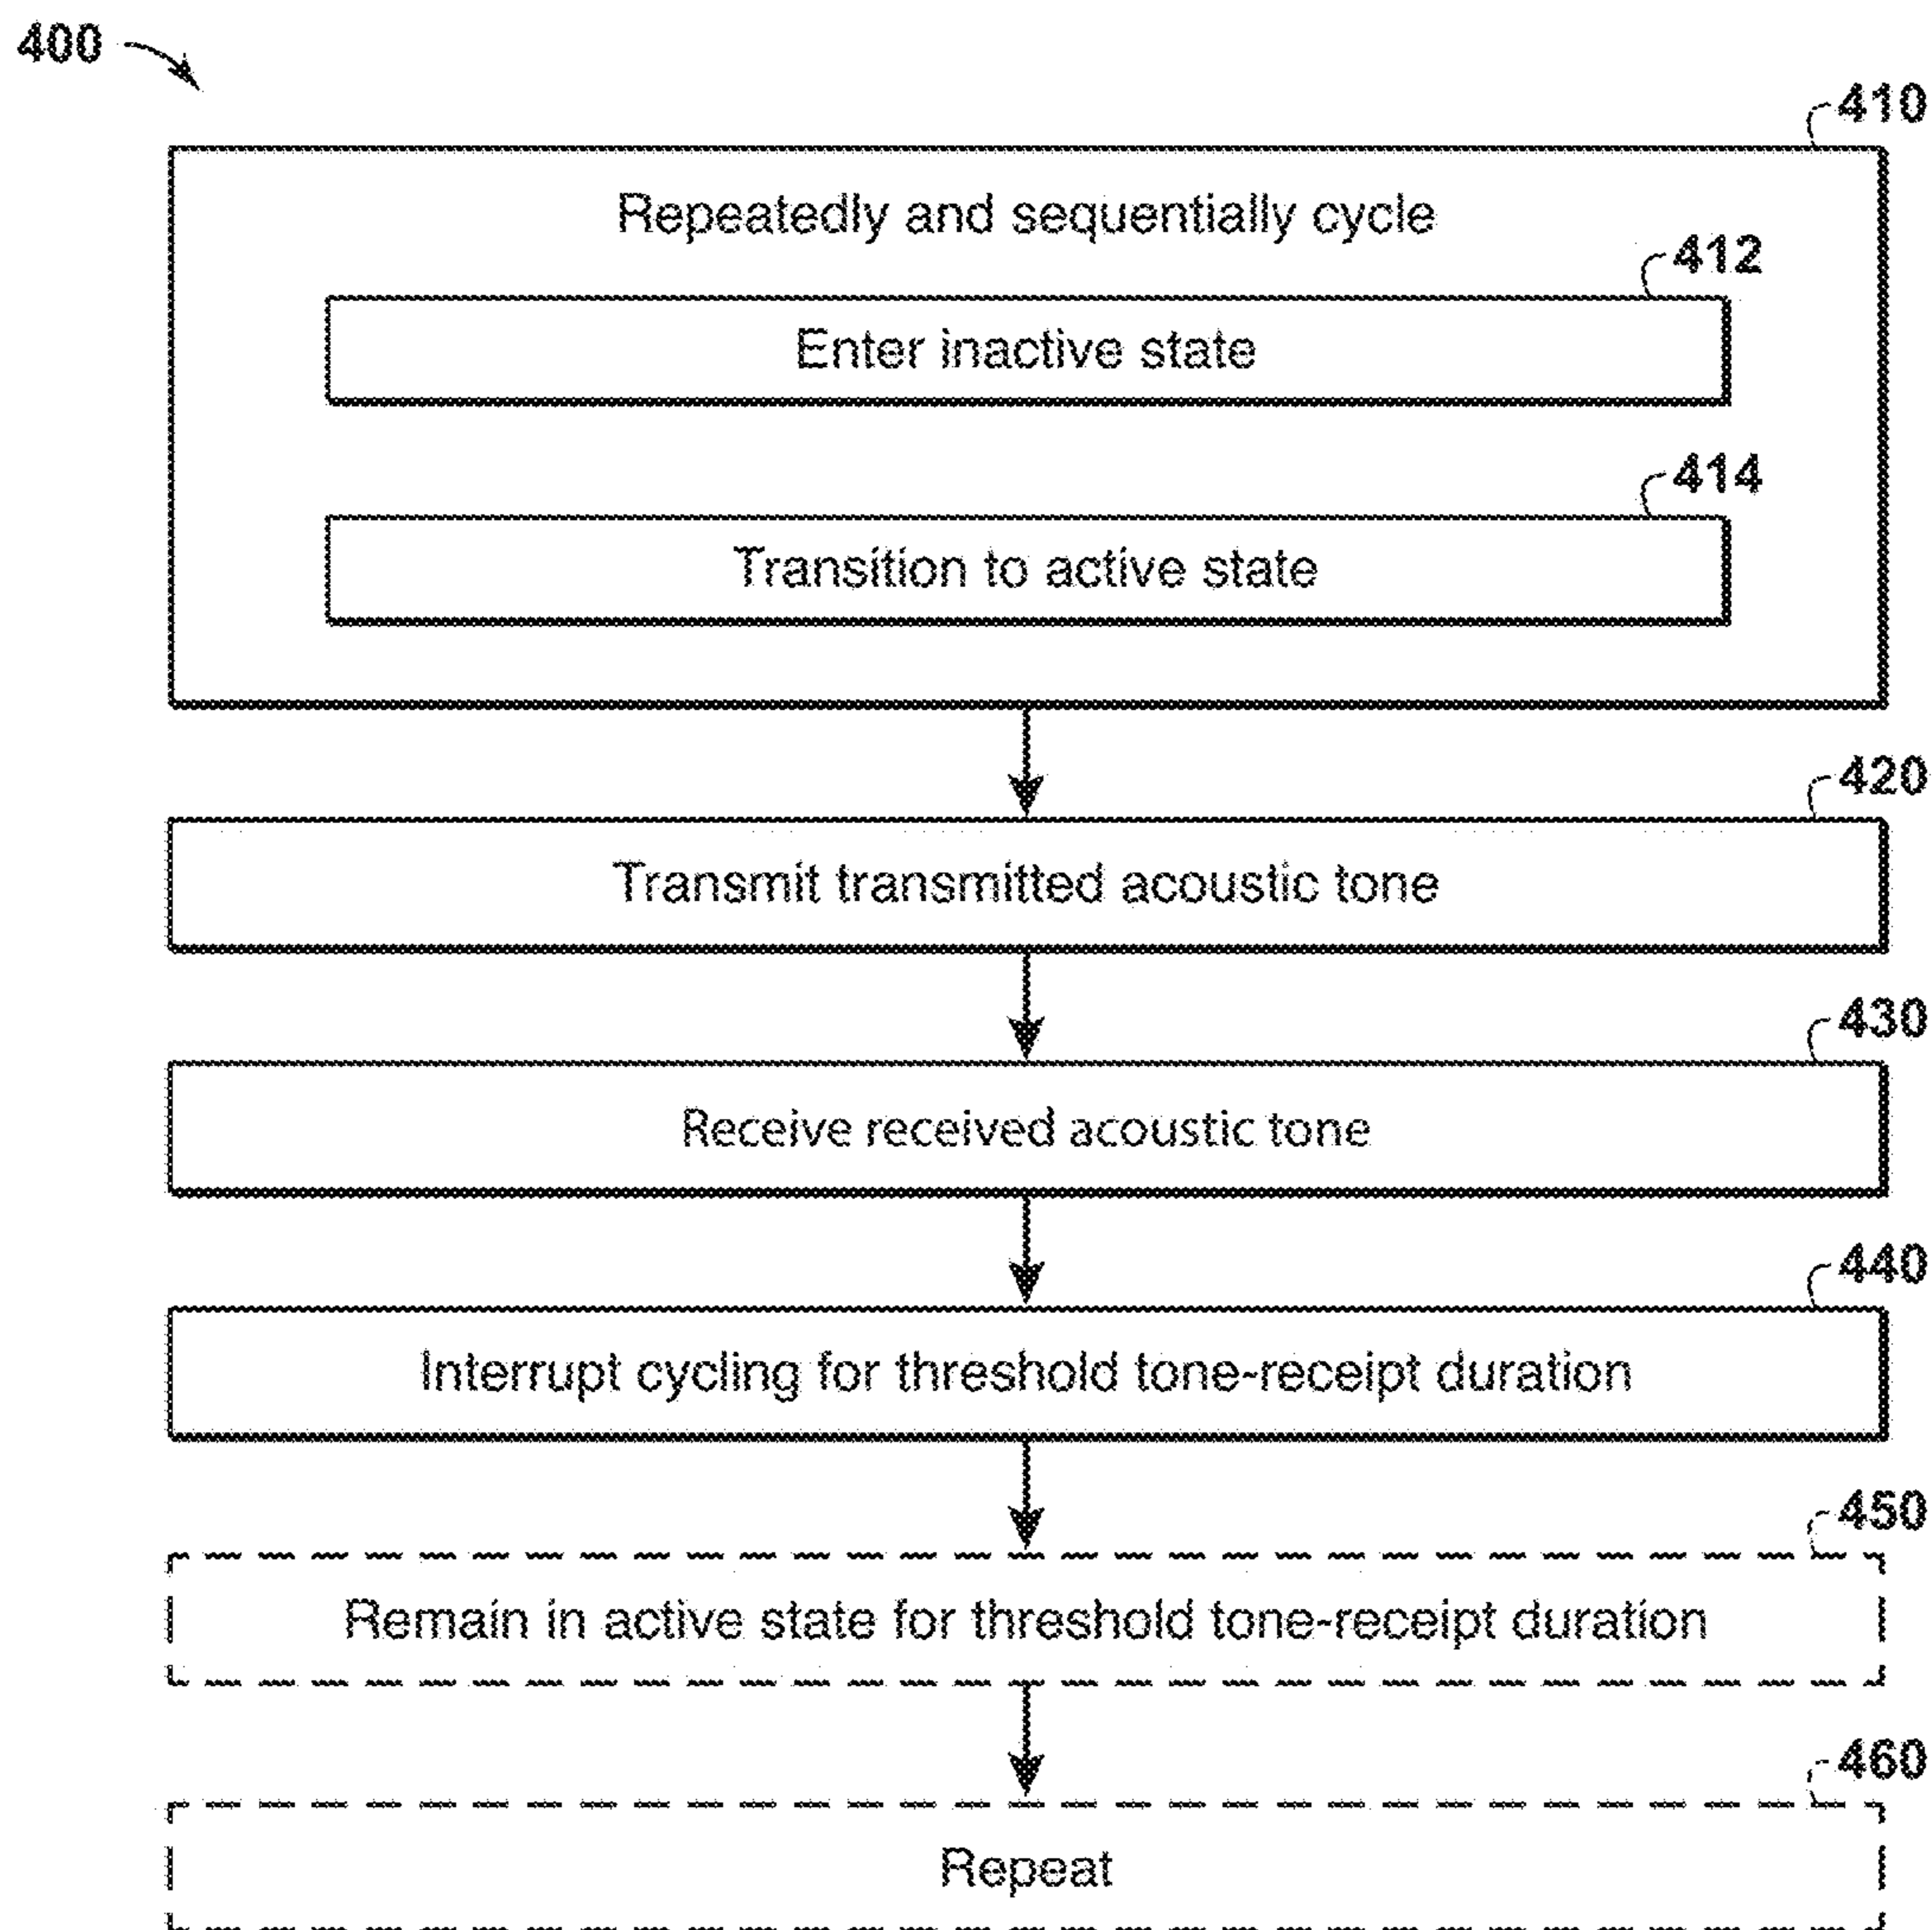 400
410
Repeatedly and sequentially cycle
412
Enter inactive state
414
Transition to active state
420
Transmit transmitted acoustic tone
430
Receive received acoustic tone
440
Interrupt cycling for threshold tone-receipt duration
450
Remain in active state for threshold tone-receipt duration
460
Repeat